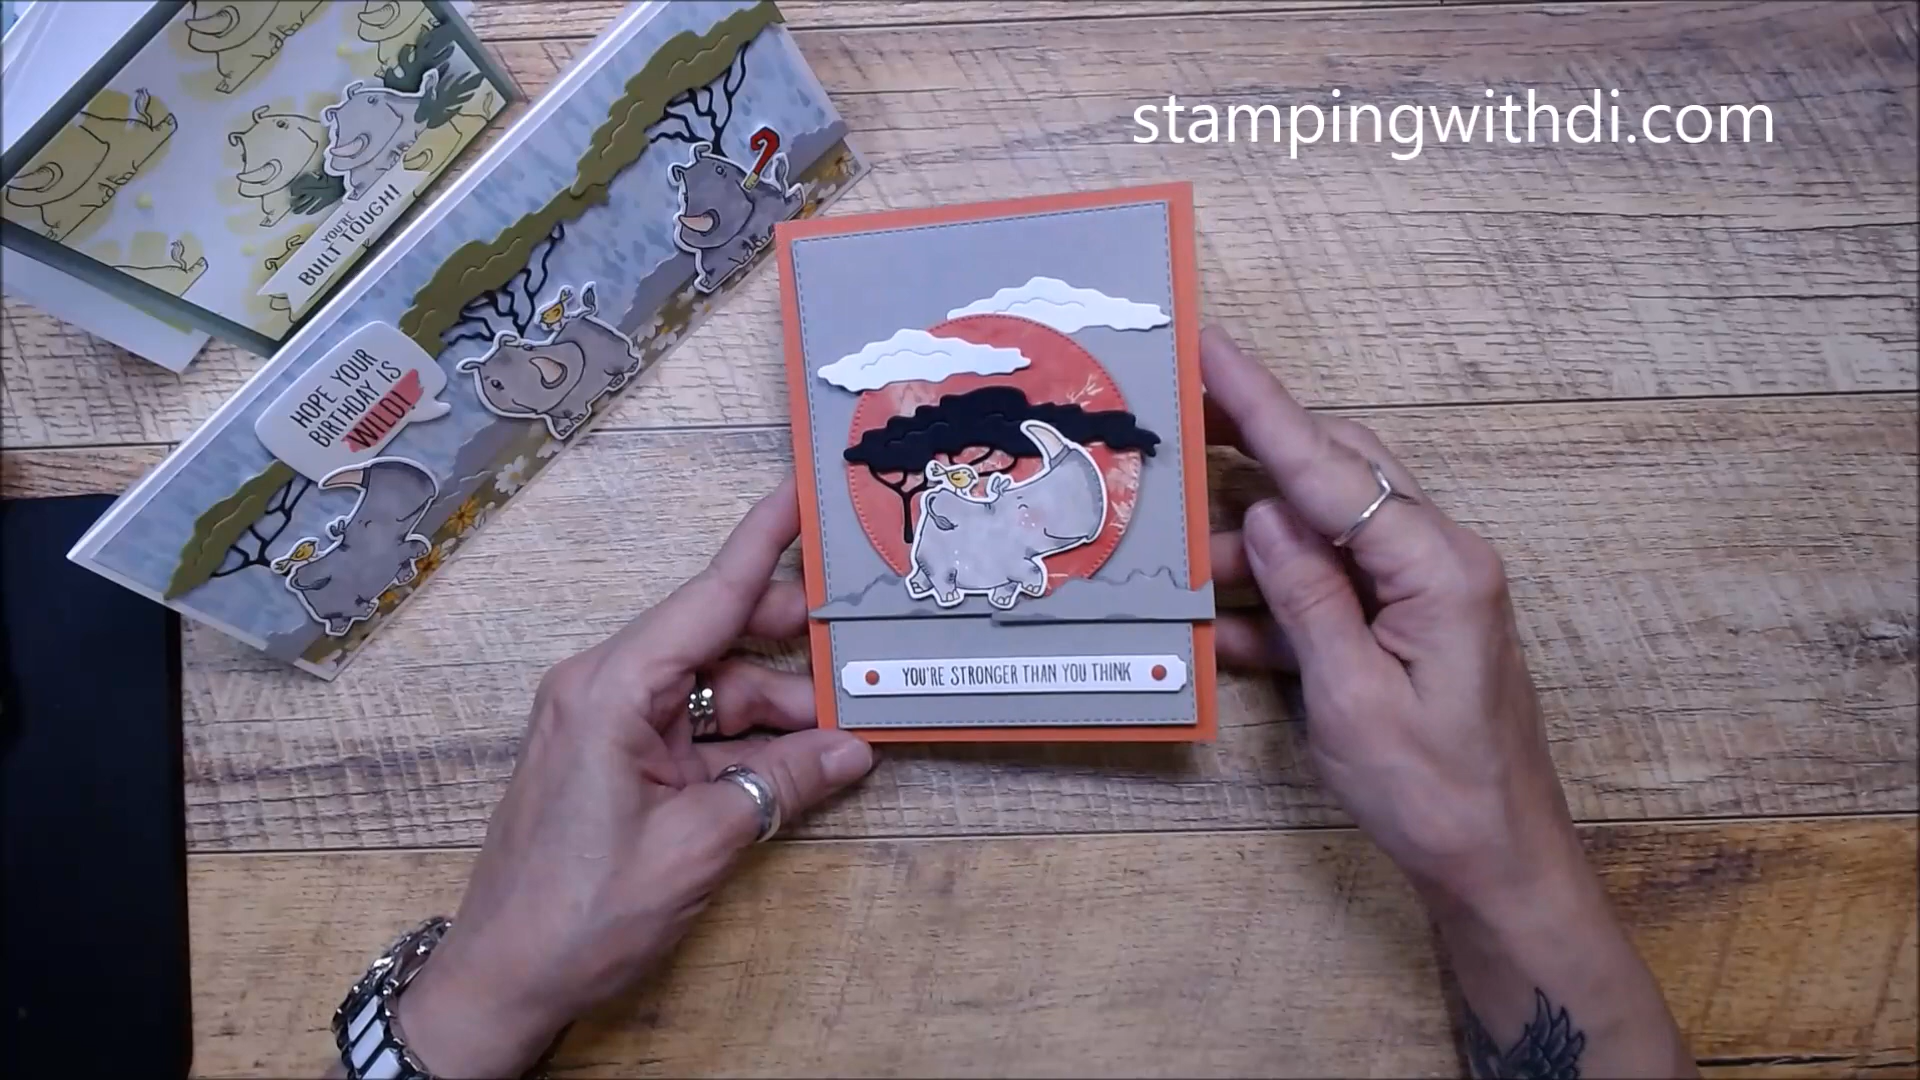 stampingwithdi.com
YOU'RE
BUILT TOUGH!
HOPE YOUR
BIRTHDAY IS
WILD!
YOU'RE STRONGER THAN YOU THINK